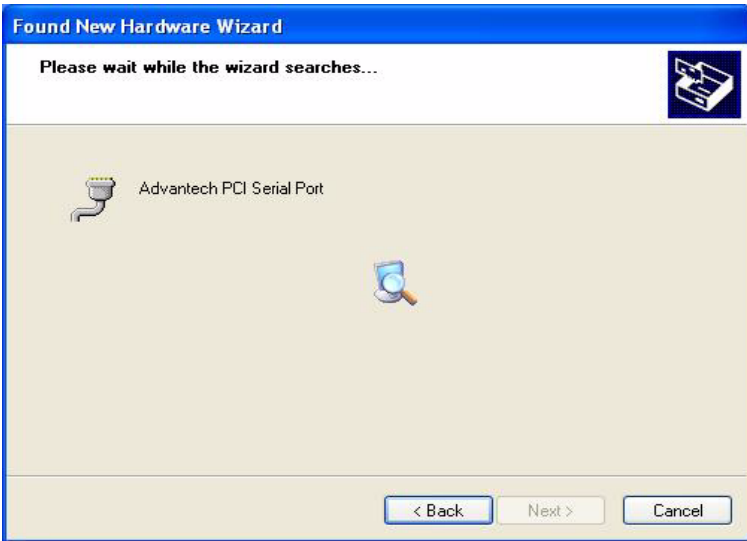 Found New Hardware Wizard
Please wait while the wizard searches...
Advantech PCI Serial Port
< Back
Next >
Cancel